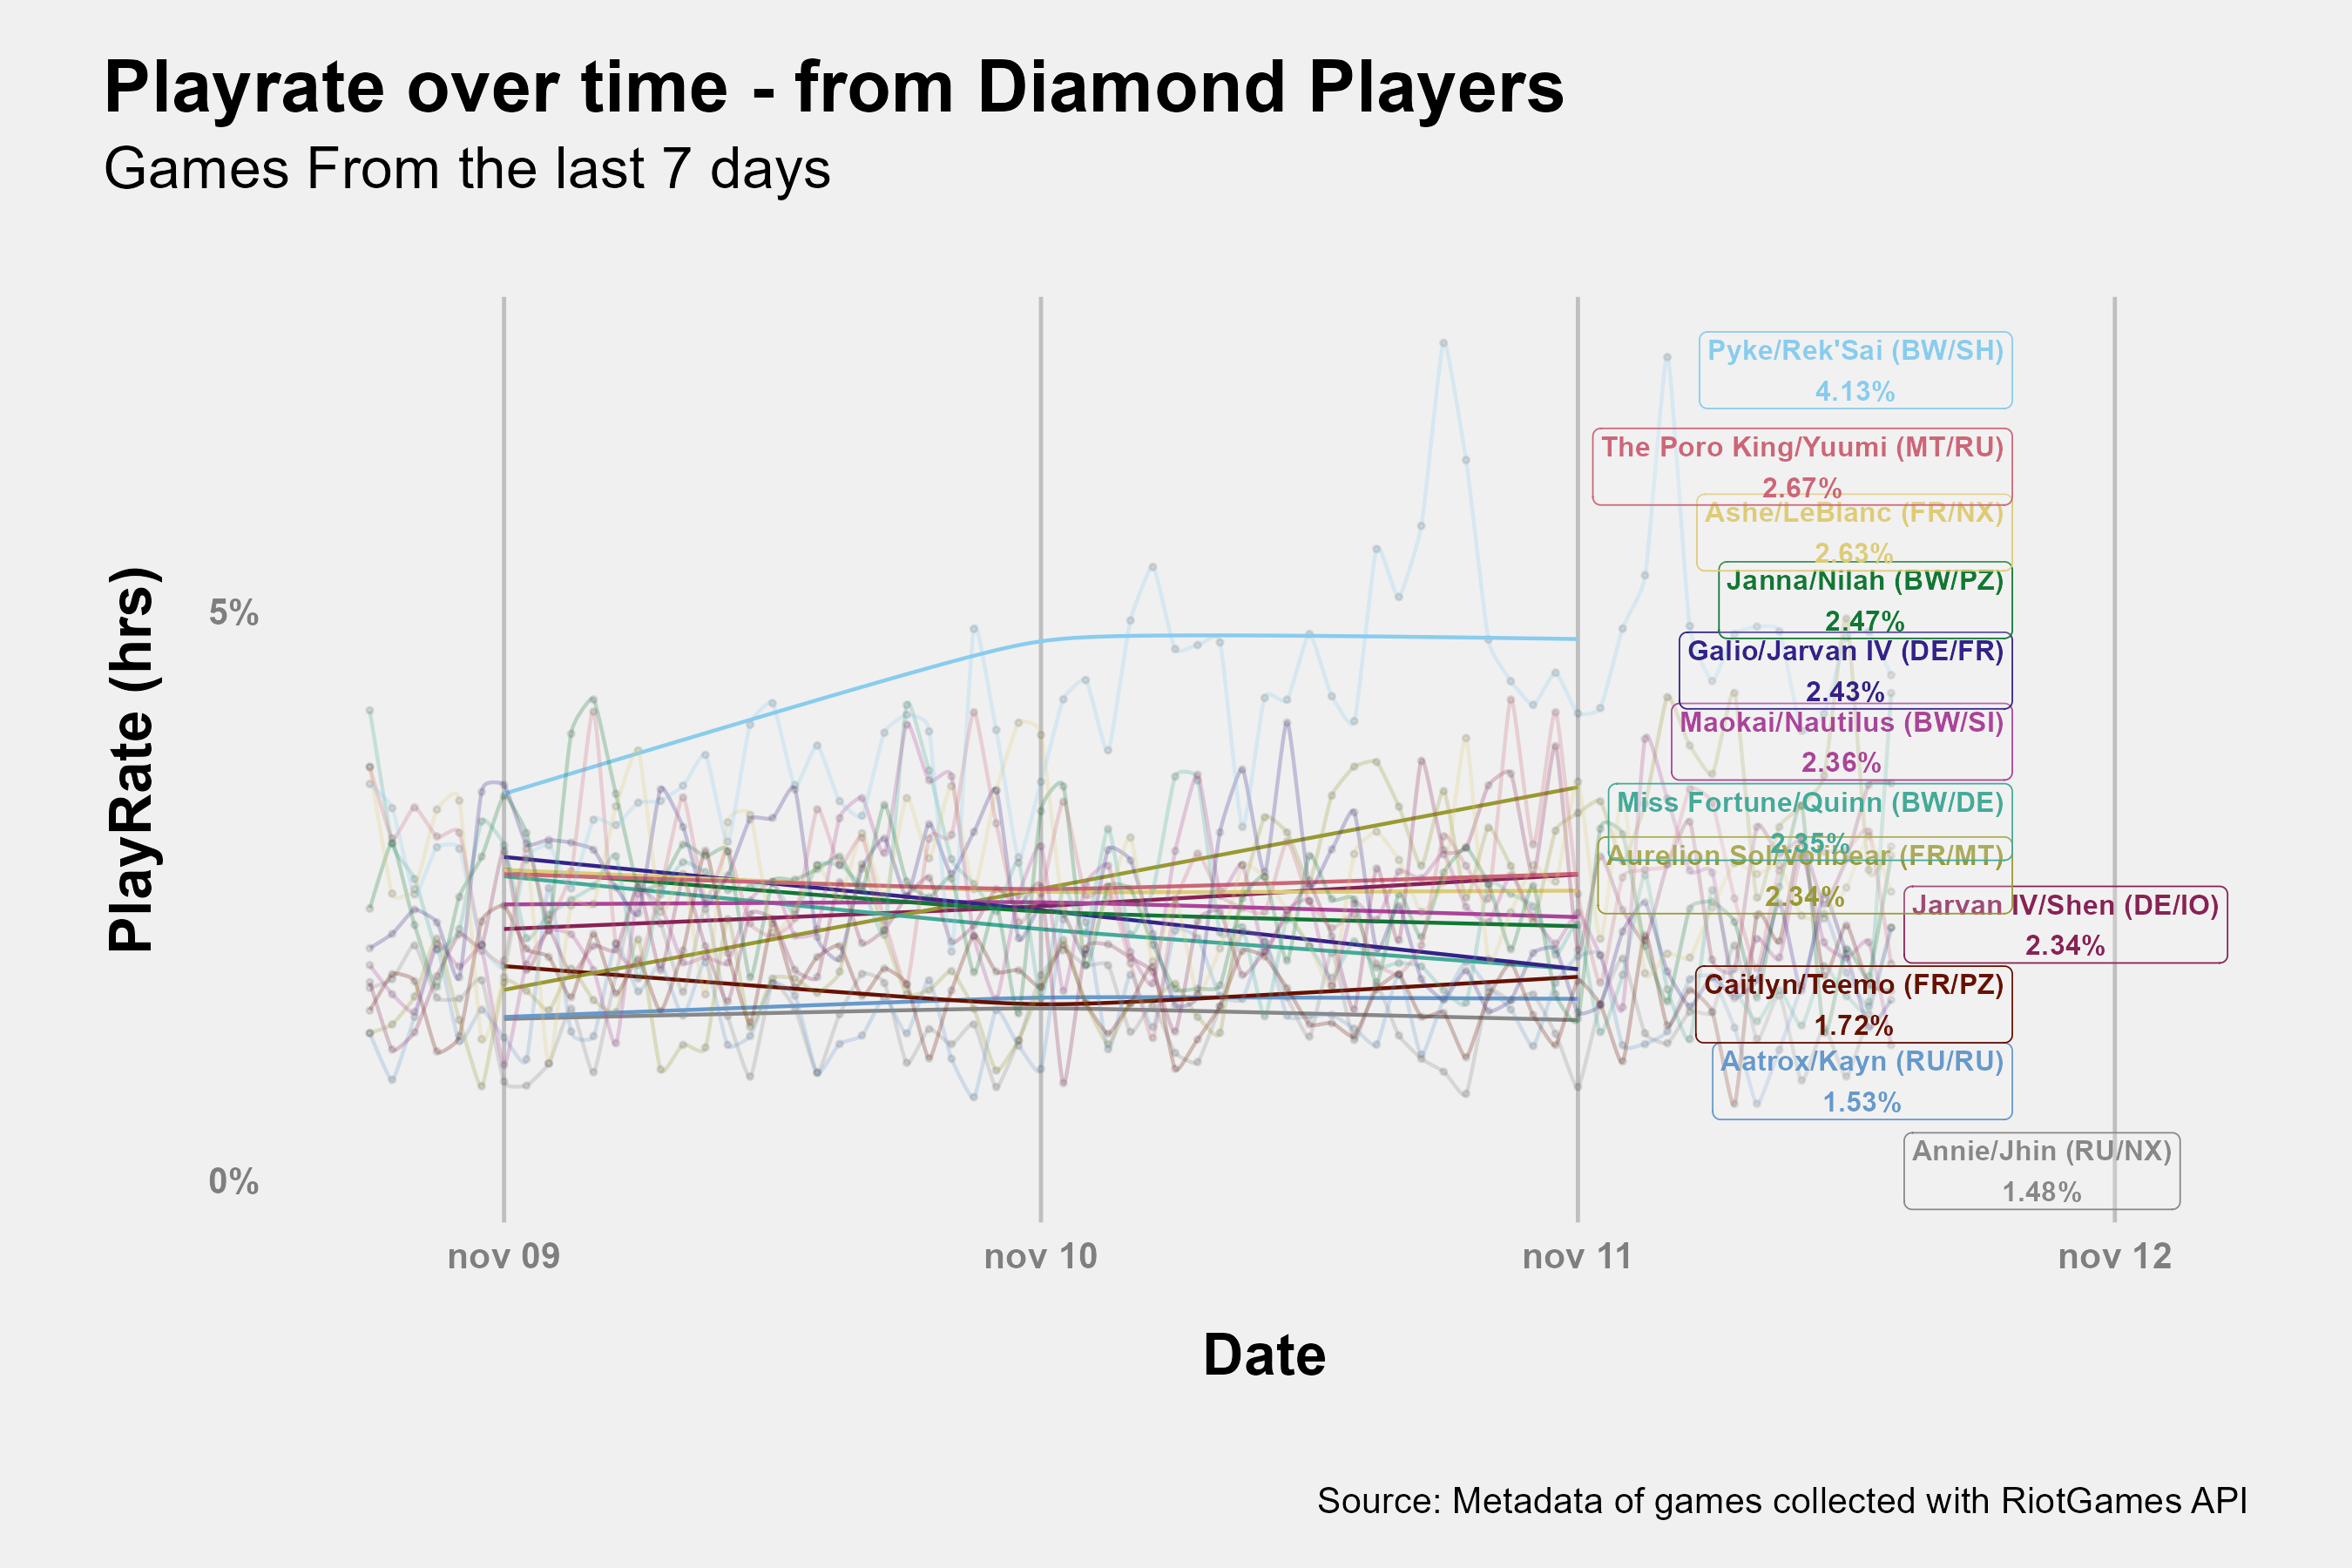 Playrate over time - from Diamond Players
Games From the last 7 days
PlayRate (hrs)
5%
0%
Pyke/Rek'Sai (BW/SH)
4.13%
The Poro King/Yuumi (MT/RU)
2.67%
Ashe/LeBlanc (FR/NX)
2.63%
Janna/Nilah (BW/PZ)
2.47%
Galio/Jarvan IV (DE/FR)
2.43%
Maokai/Nautilus (BW/SI)
2.36%
Miss Fortune/Quinn (BW/DE)
2.35%
Aurelion Sol/Volibear (FR/MT)
2.34%
Jarvan IV/Shen (DE/IO)
2.34%
Caitlyn/Teemo (FR/PZ)
1.72%
Aatrox/Kayn (RU/RU)
1.53%
Annie/Jhin (RU/NX)
1.48%
nov 09
nov 10
nov 11
nov 12
Date
Source: Metadata of games collected with RiotGames API